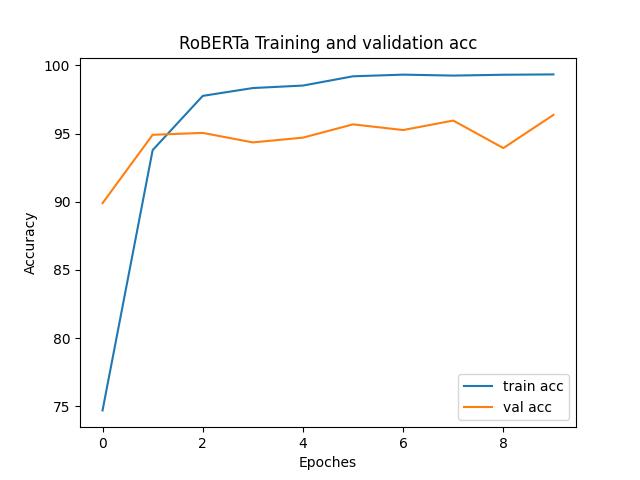 RoBERTa Training and validation acc
100
95
90
85
80
75
Accuracy
0
2
4
6
8
Epoches
train acc
val acc